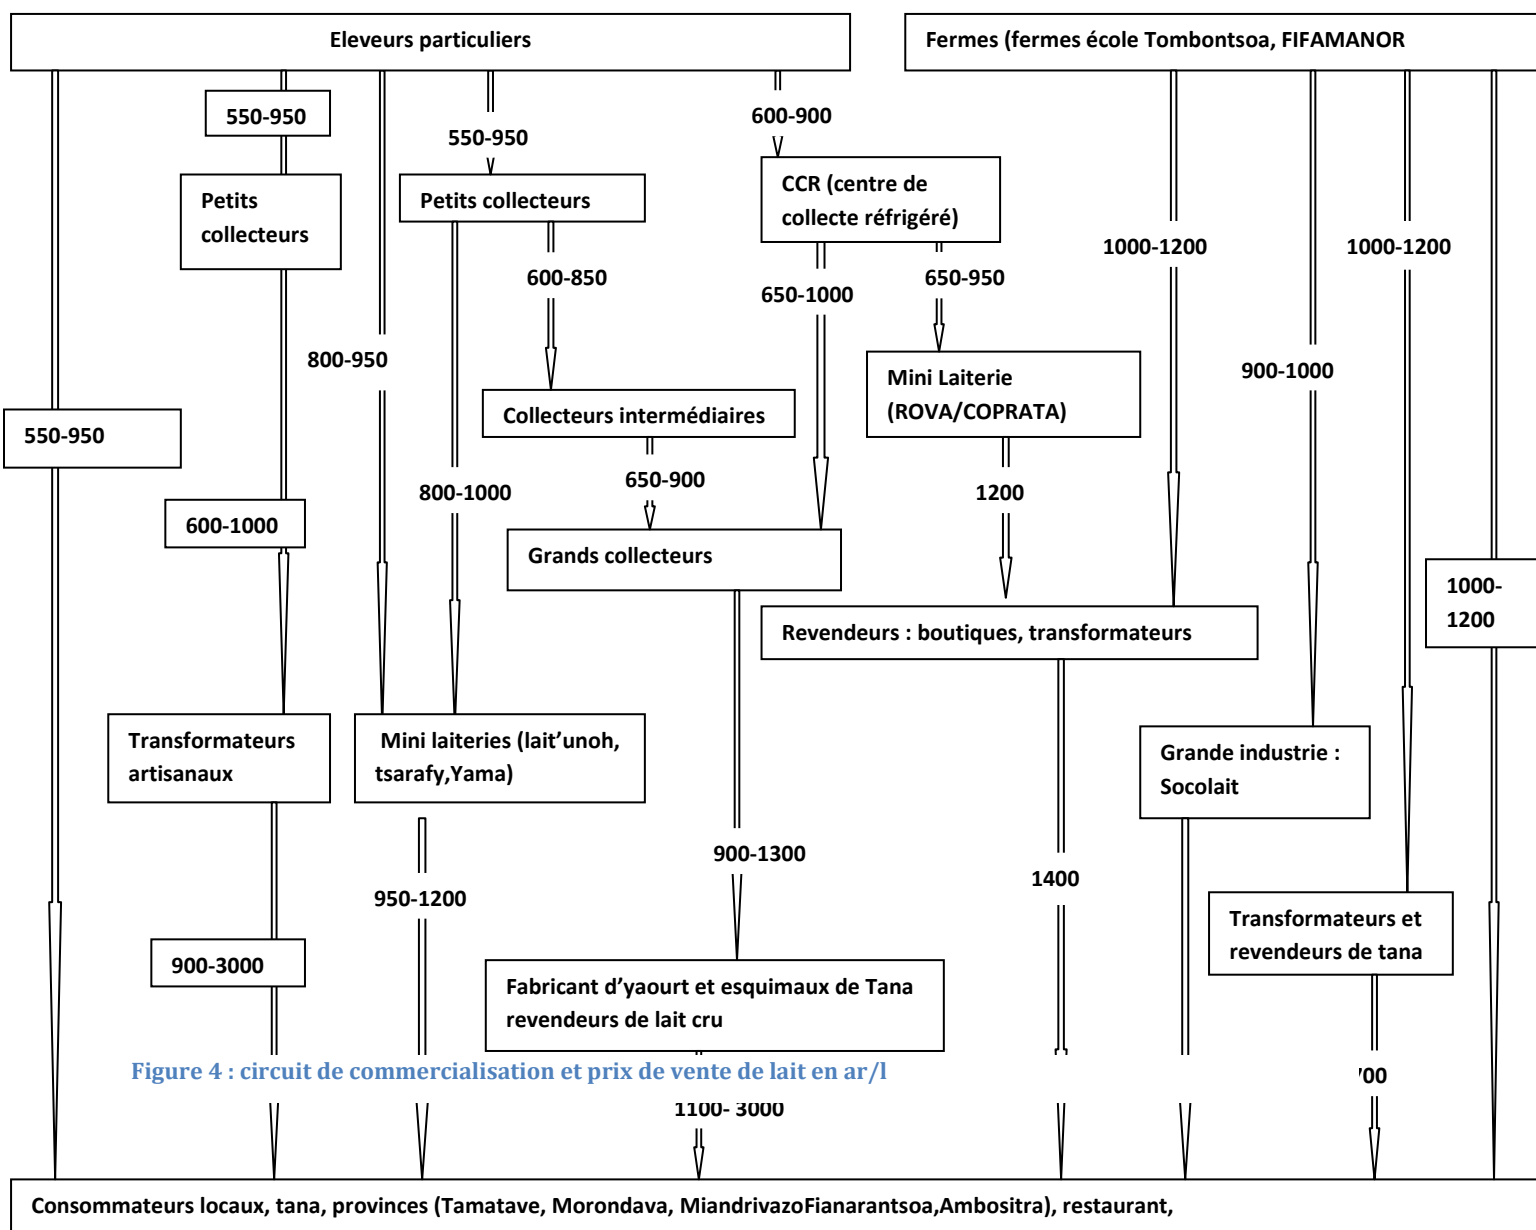 Eleveurs particuliers
Fermes (fermes école Tombontsoa, FIFAMANOR
550-950
550-950
600-900
Petits
collecteurs
Petits collecteurs
CCR (centre de
collecte réfrigéré)
600-850
650-1000
650-950
1000-1200
1000-1200
800-950
900-1000
Mini Laiterie
(ROVA/COPRATA)
Collecteurs intermédiaires
550-950
650-900
800-1000
1200
600-1000
Grands collecteurs
1000-
1200
Revendeurs : boutiques, transformateurs
Transformateurs
artisanaux
Mini laiteries (lait’unoh,
tsarafy,Yama)
Grande industrie :
Socolait
900-1300
950-1200
1400
Transformateurs et
revendeurs de tana
900-3000
Fabricant d’yaourt et esquimaux de Tana
revendeurs de lait cru
Figure 4 : circuit de commercialisation et prix de vente de lait en ar/l
1100- 3000
Consommateurs locaux, tana, provinces (Tamatave, Morondava, MiandrivazoFianarantsoa,Ambositra), restaurant,